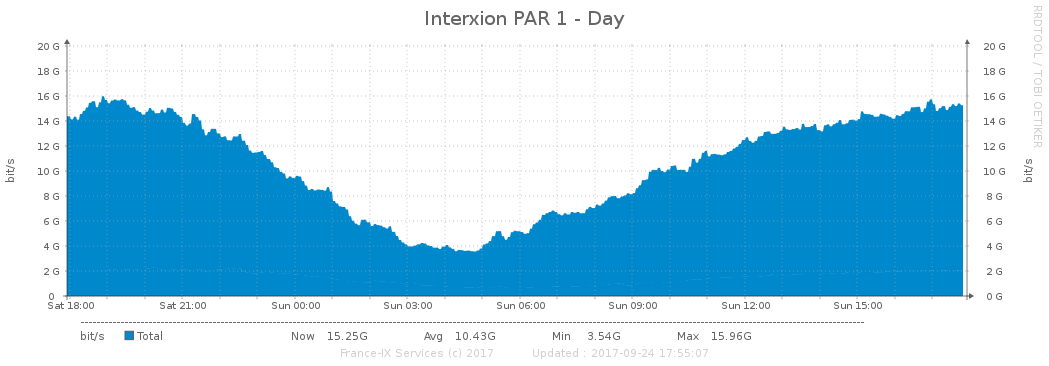 Interxion PAR 1 - Day
RRDTOOL / TOBI OETIKER
bit/s
20 G 20 G
18 G 18 G
16 G 16 G
14 G 14 G
12 G 12 G
10 G 10 G
8 G 8 G
6 G 6 G
4 G 4 G
2 G 2 G
0 0 G
bit/s
Sat 18:00 Sat 21:00 Sun 00:00 Sun 03:00 Sun 06:00 Sun 09:00 Sun 12:00 Sun 15:00
bit/s Total Now 15.25G Avg 10.43G Min 3.54G Max 15.96G
France-IX Services (c) 2017 Updated : 2017-09-24 17:55:07